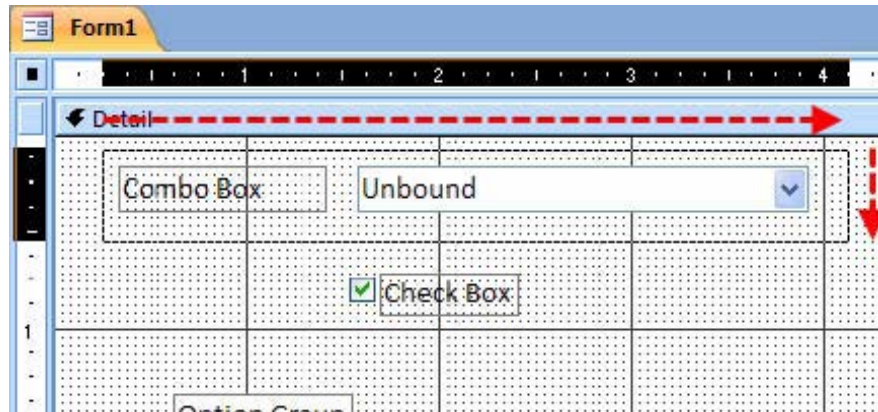 Form1
1 2 3 4
Detail
Combo Box Unbound
Check Box
1
Option Group